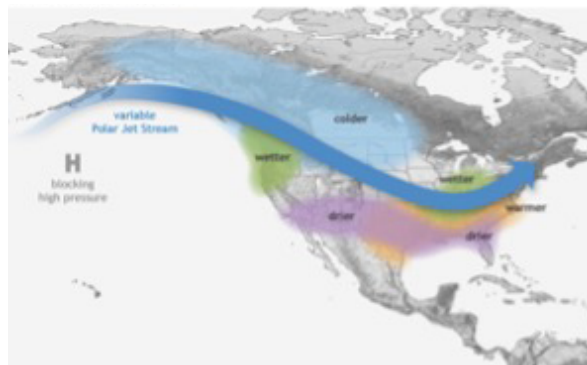 variable
Polar Jet Stream
colder
H
blocking
high pressure
wetter
wetter
warmer
drier
drier